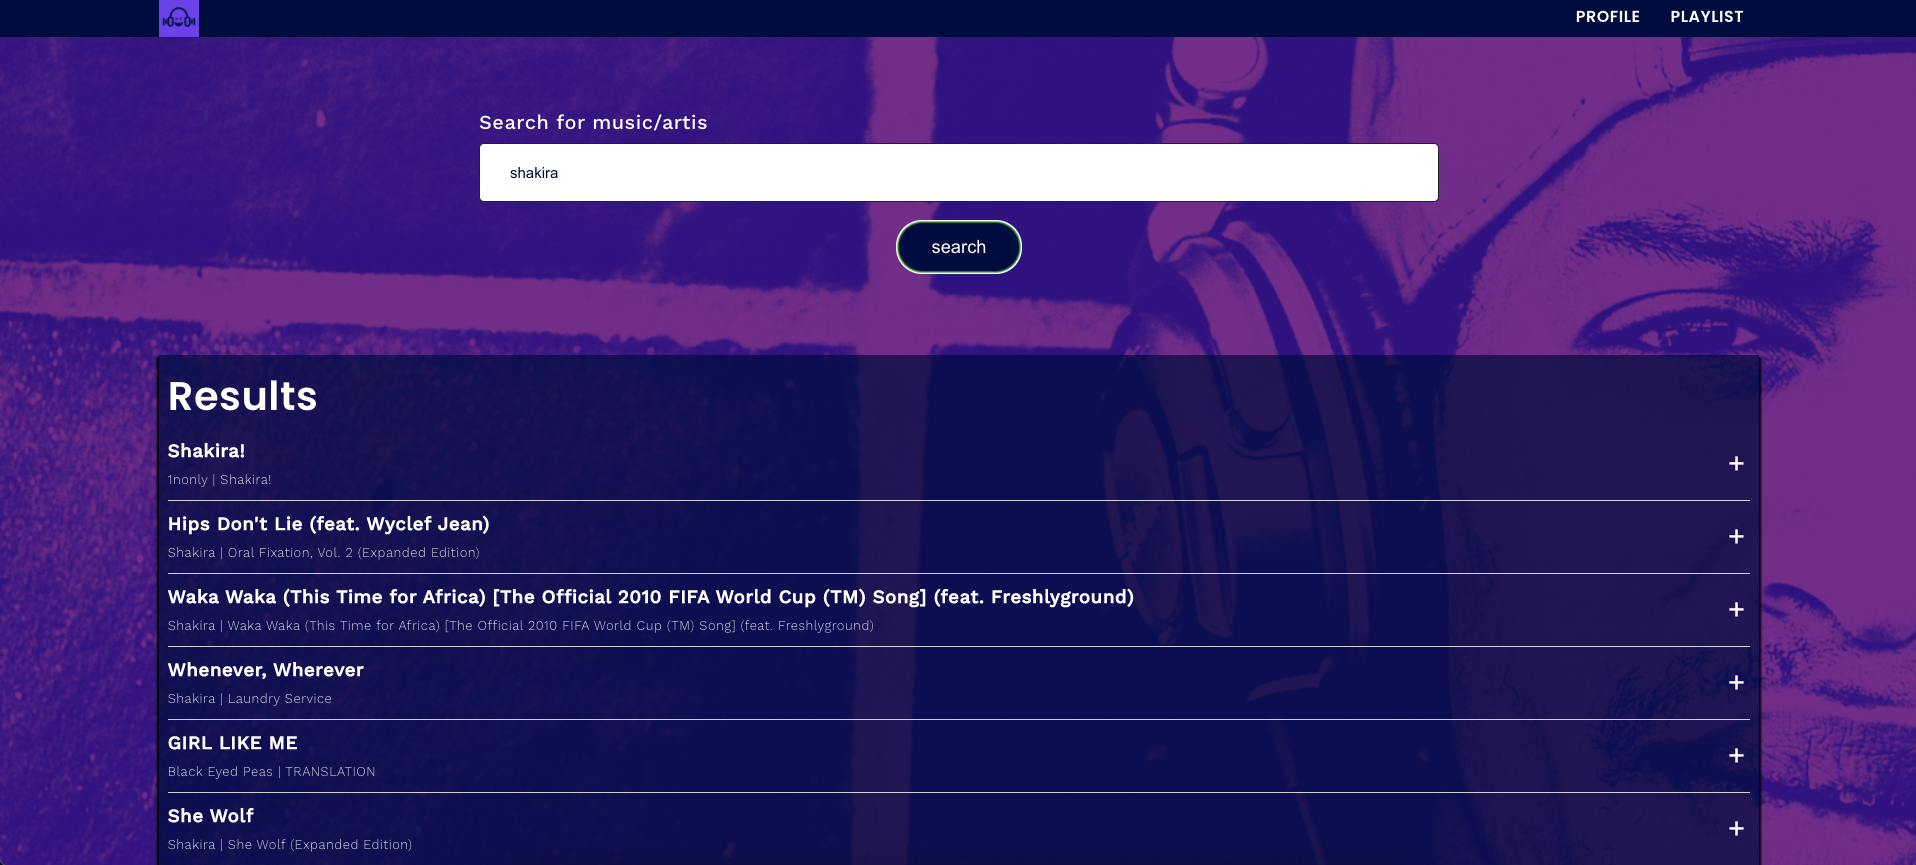 PROFILE PLAYLIST
Search for music/artis
shakira
search
Results
Shakira!
1nonly | Shakira!
+
Hips Don't Lie (feat. Wyclef Jean)
Shakira | Oral Fixation, Vol. 2 (Expanded Edition)
+
Waka Waka (This Time for Africa) [The Official 2010 FIFA World Cup (TM) Song] (feat. Freshlyground)
Shakira | Waka Waka (This Time for Africa) [The Official 2010 FIFA World Cup (TM) Song] (feat. Freshlyground)
+
Whenever, Wherever
Shakira | Laundry Service
+
GIRL LIKE ME
Black Eyed Peas | TRANSLATION
+
She Wolf
Shakira | She Wolf (Expanded Edition)
+